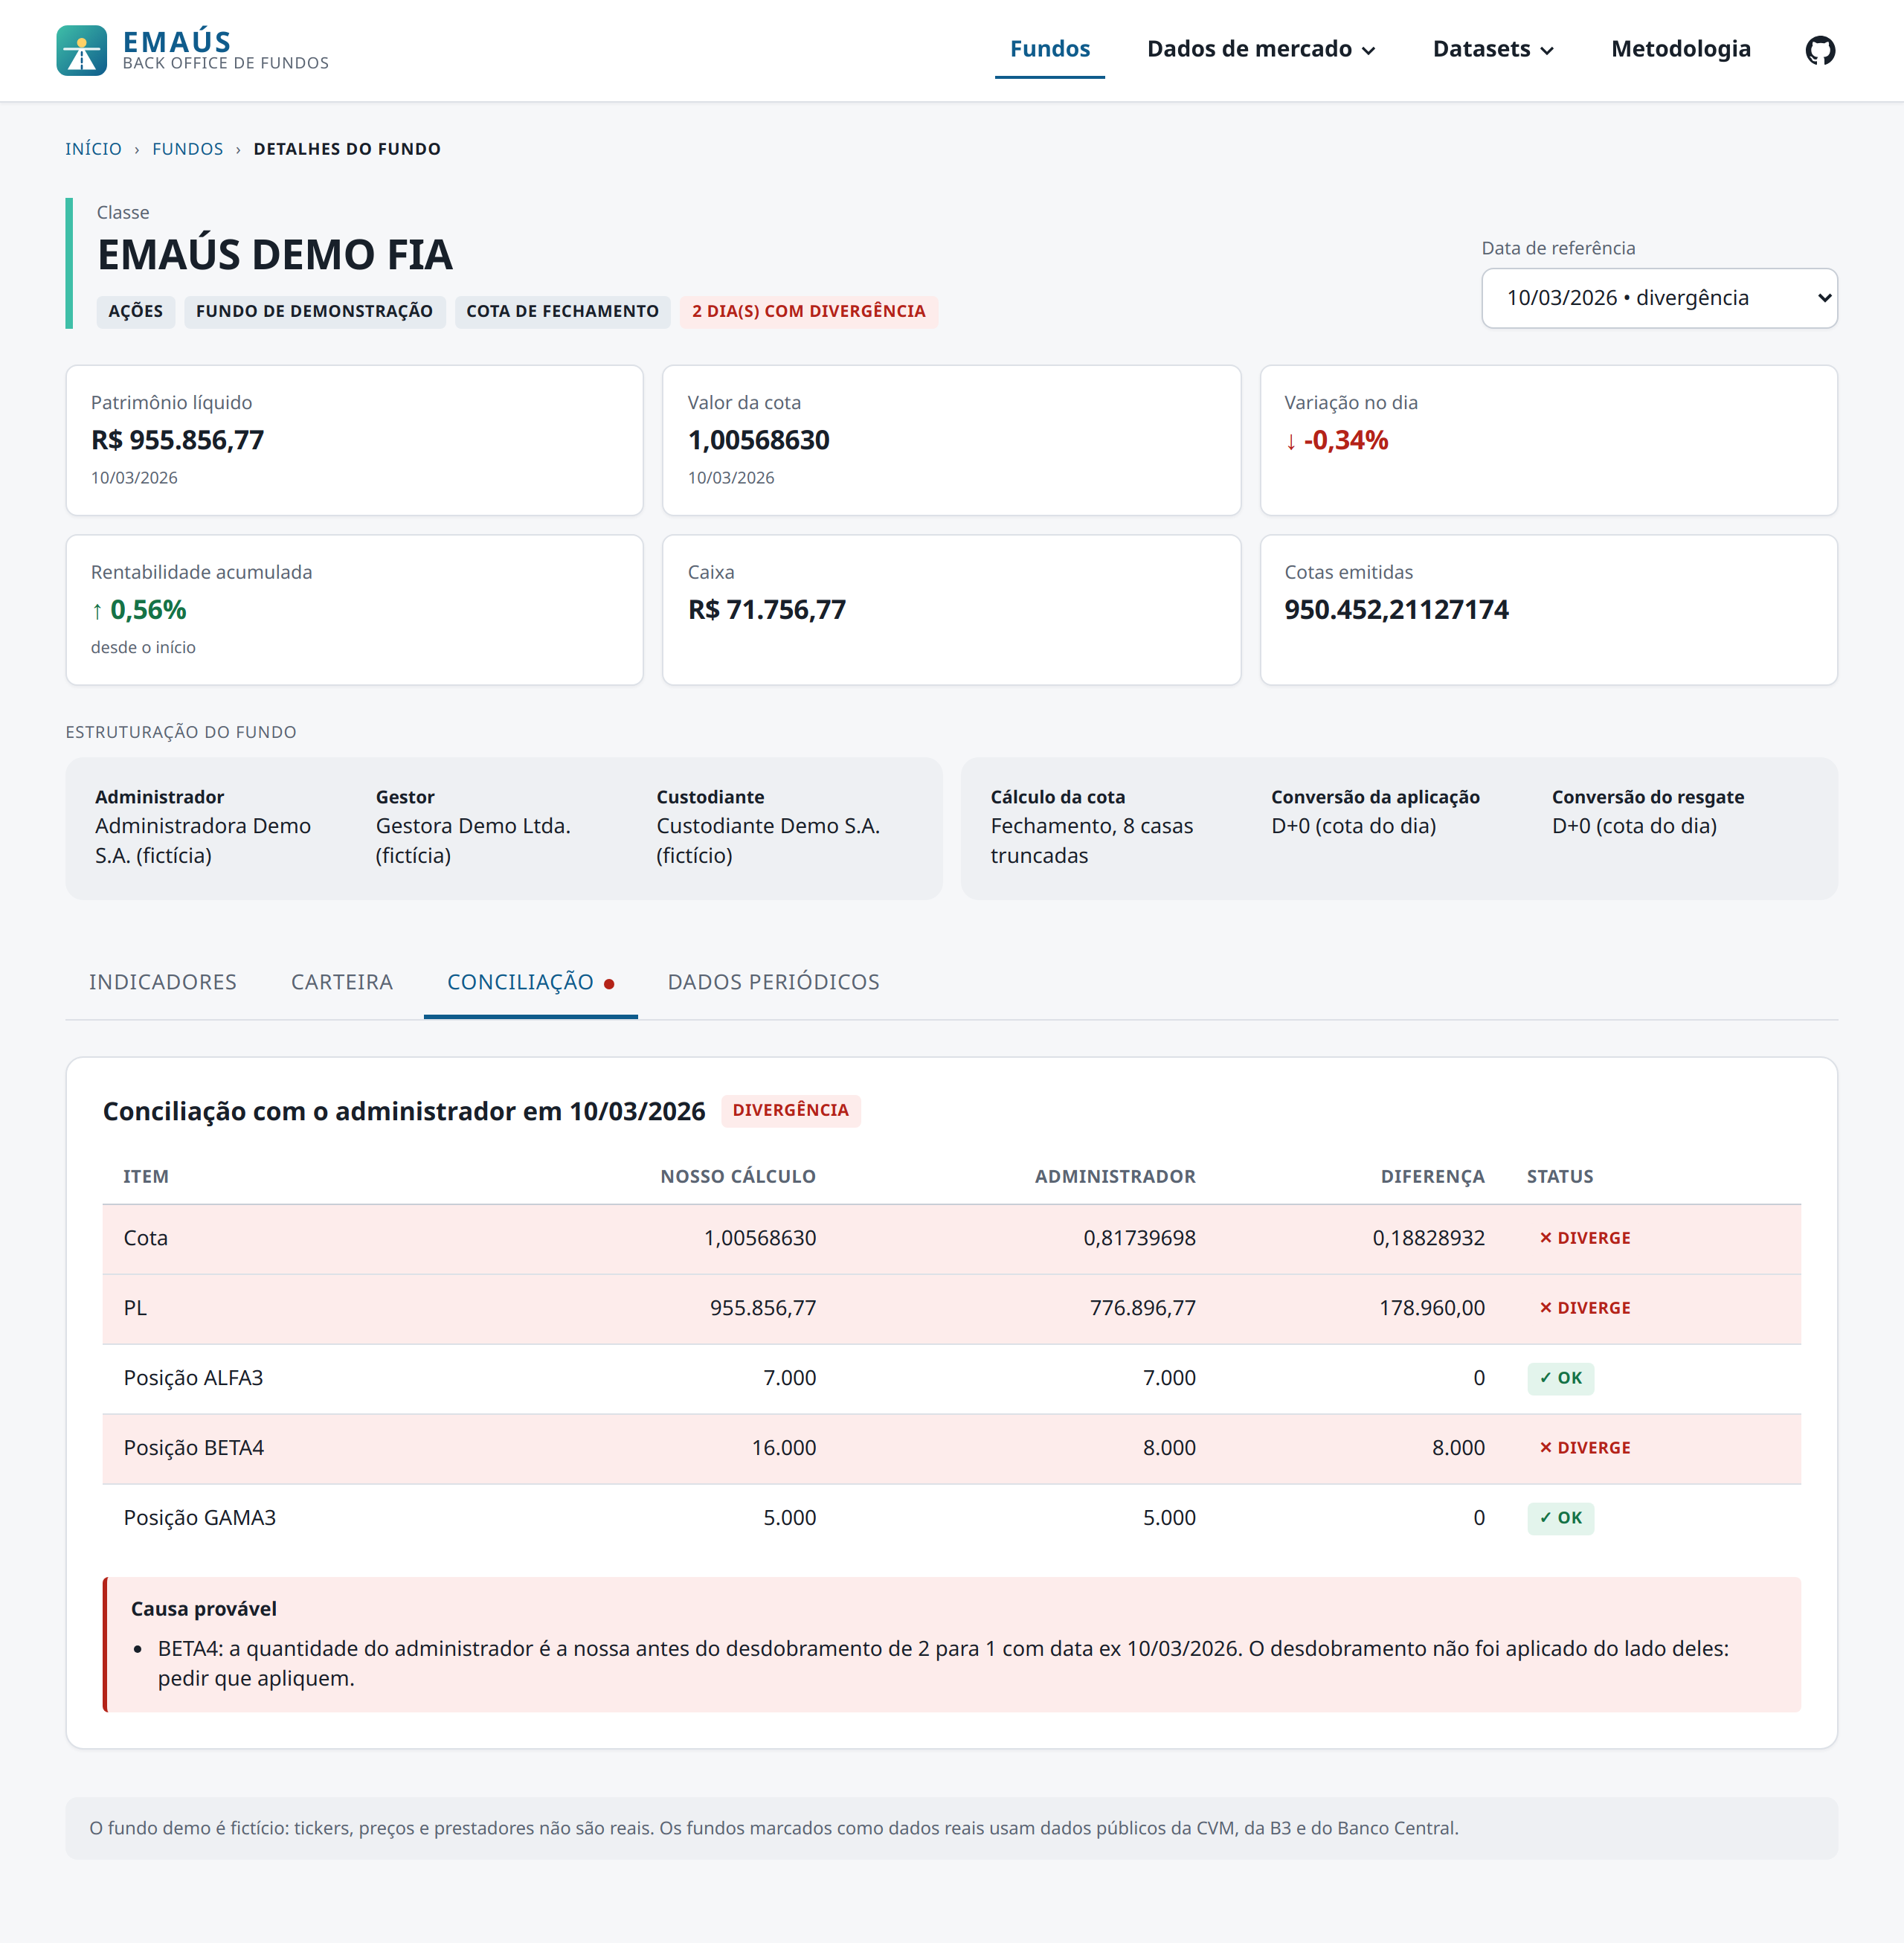 EMAÚS
BACK OFFICE DE FUNDOS
Fundos
Dados de mercado
Datasets
Metodologia
INÍCIO › FUNDOS › DETALHES DO FUNDO
Classe
EMAÚS DEMO FIA
AÇÕES
FUNDO DE DEMONSTRAÇÃO
COTA DE FECHAMENTO
2 DIA(S) COM DIVERGÊNCIA
Data de referência
10/03/2026 • divergência
Patrimônio líquido
R$ 955.856,77
10/03/2026
Valor da cota
1,00568630
10/03/2026
Variação no dia
↓ -0,34%
Rentabilidade acumulada
↑ 0,56%
desde o início
Caixa
R$ 71.756,77
Cotas emitidas
950.452,21127174
ESTRUTURAÇÃO DO FUNDO
Administrador
Administradora Demo
S.A. (fictícia)
Gestor
Gestora Demo Ltda.
(fictícia)
Custodiante
Custodiante Demo S.A.
(fictício)
Cálculo da cota
Fechamento, 8 casas
truncadas
Conversão da aplicação
D+0 (cota do dia)
Conversão do resgate
D+0 (cota do dia)
INDICADORES
CARTEIRA
CONCILIAÇÃO
DADOS PERIÓDICOS
Conciliação com o administrador em 10/03/2026 DIVERGÊNCIA
ITEM NOSSO CÁLCULO ADMINISTRADOR DIFERENÇA STATUS
Cota 1,00568630 0,81739698 0,18828932 ✕ DIVERGE
PL 955.856,77 776.896,77 178.960,00 ✕ DIVERGE
Posição ALFA3 7.000 7.000 0 ✓ OK
Posição BETA4 16.000 8.000 8.000 ✕ DIVERGE
Posição GAMA3 5.000 5.000 0 ✓ OK
Causa provável
• BETA4: a quantidade do administrador é a nossa antes do desdobramento de 2 para 1 com data ex 10/03/2026. O desdobramento não foi aplicado do lado deles:
pedir que apliquem.
O fundo demo é fictício: tickers, preços e prestadores não são reais. Os fundos marcados como dados reais usam dados públicos da CVM, da B3 e do Banco Central.